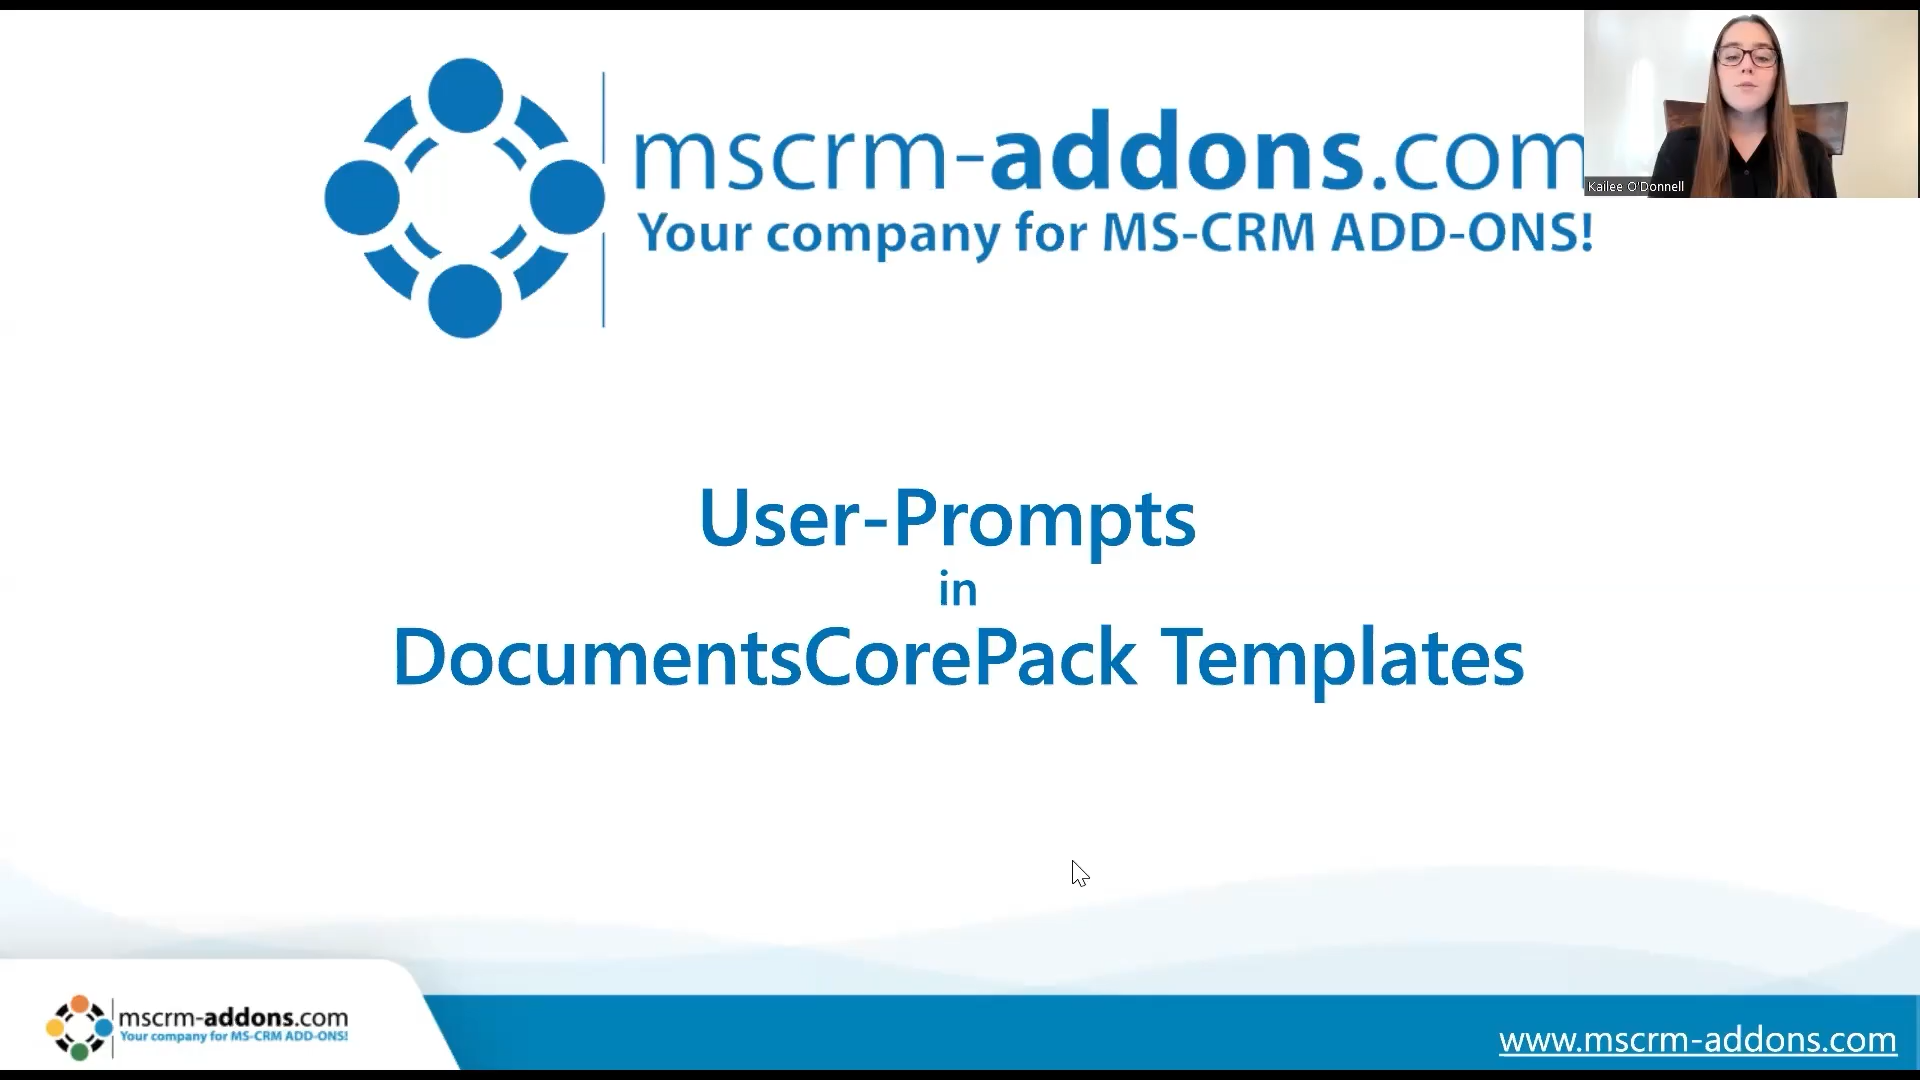 mscrm-addons.com
Your company for MS-CRM ADD-ONS!
Kailee O'Donnell
User-Prompts
in
DocumentsCorePack Templates
mscrm-addons.com
Your company for MS-CRM ADD-ONS!
www.mscrm-addons.com